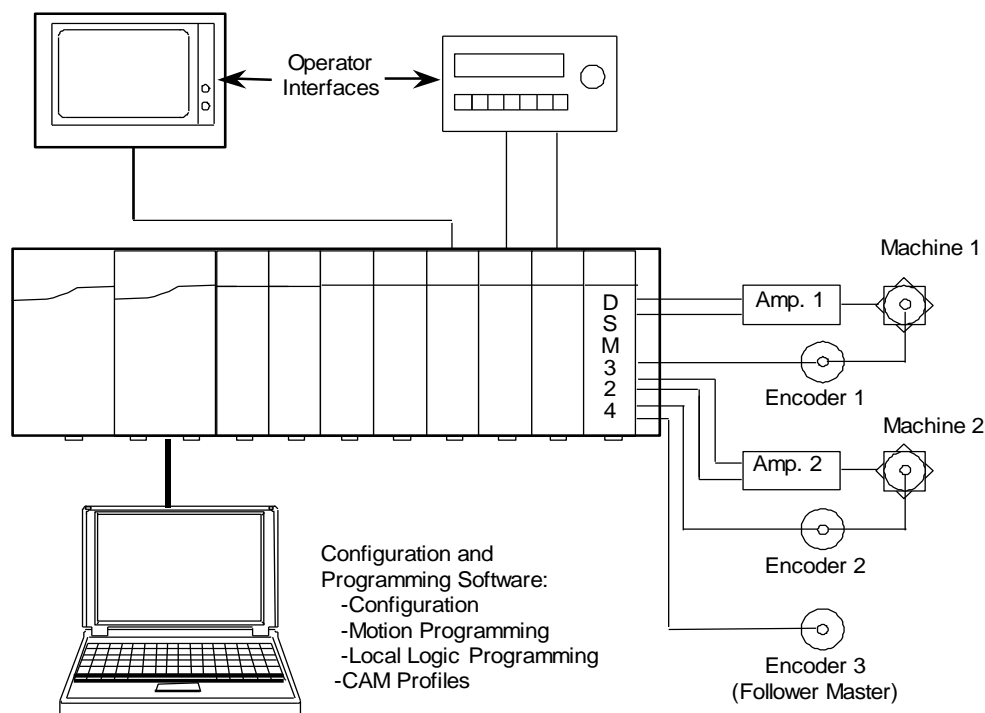 Operator
Interfaces
Machine 1
D
S
M
3
2
4
Amp. 1
Encoder 1
Machine 2
Amp. 2
Encoder 2
Configuration and
Programming Software:
-Configuration
-Motion Programming
-Local Logic Programming
-CAM Profiles
Encoder 3
(Follower Master)